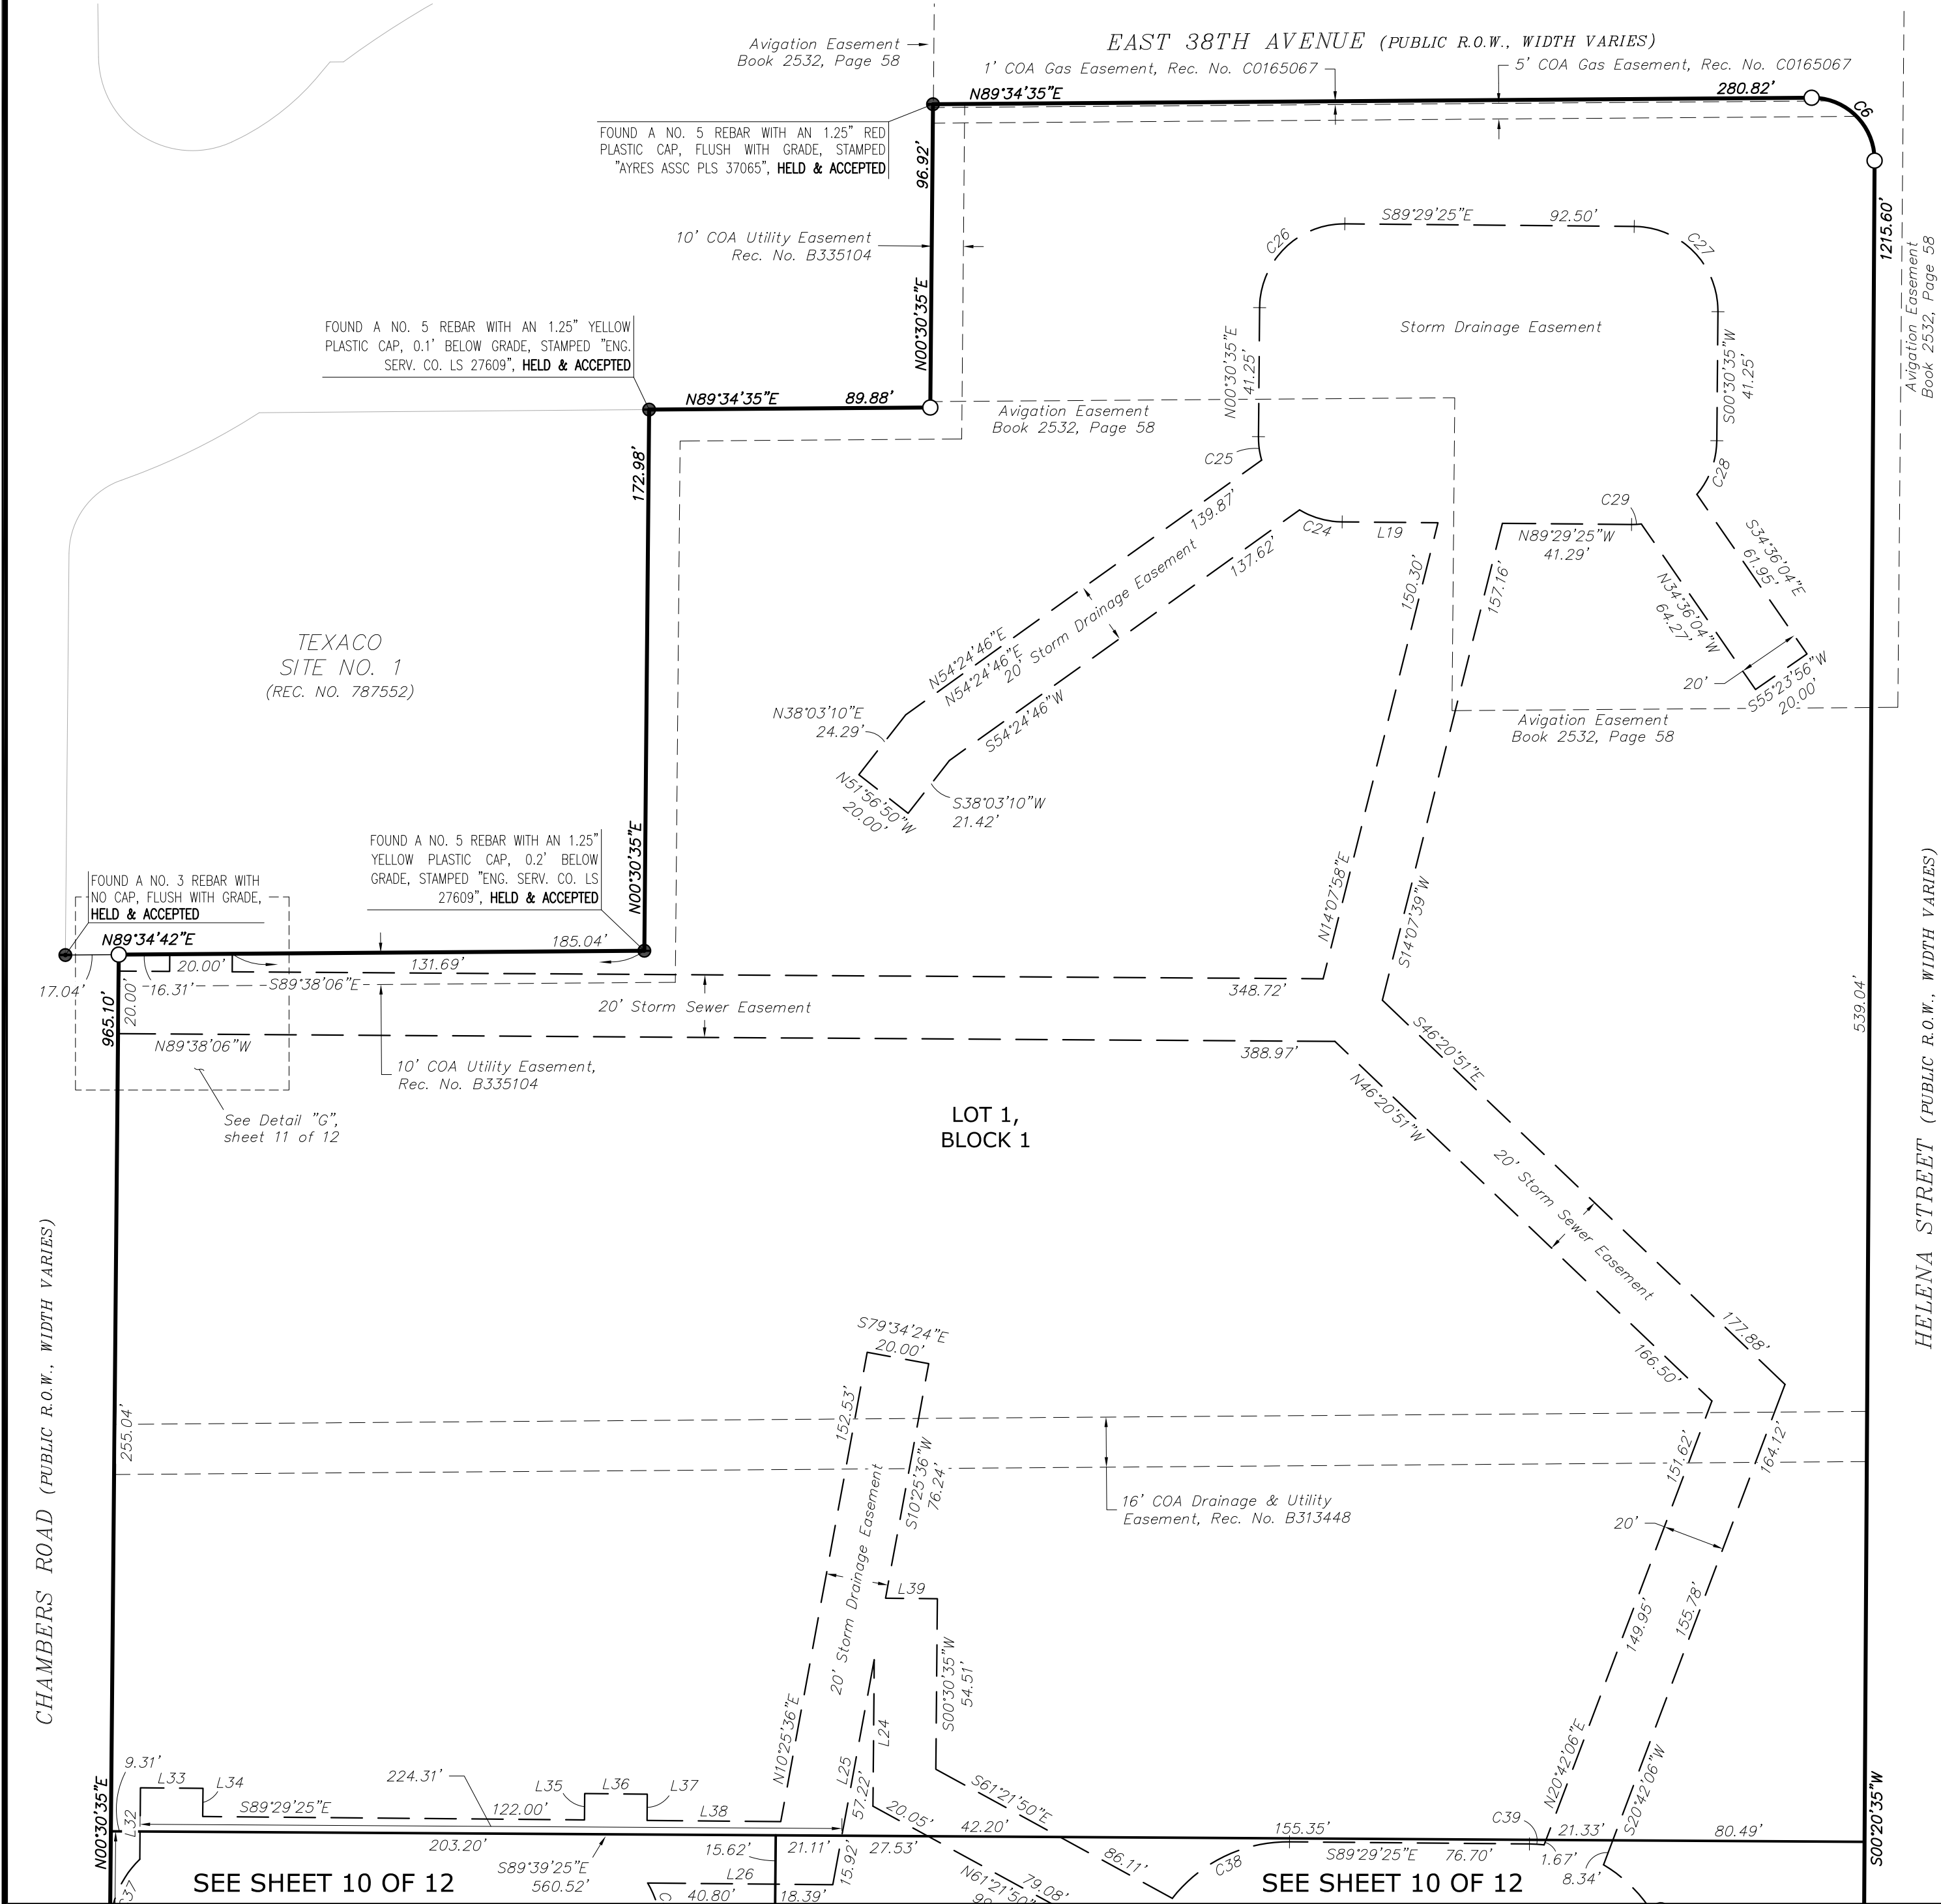 EAST 38TH AVENUE (PUBLIC R.O.W., WIDTH VARIES)
Avigation Easement
Book 2532, Page 58
1' COA Gas Easement, Rec. No. C0165067
5' COA Gas Easement, Rec. No. C0165067
N89°34'35"E
280.82'
C6
FOUND A NO. 5 REBAR WITH AN 1.25" RED
PLASTIC CAP, FLUSH WITH GRADE, STAMPED
"AYRES ASSC PLS 37065", HELD & ACCEPTED
96.92'
N00°30'35"E
10' COA Utility Easement
Rec. No. B335104
1215.60'
Avigation Easement
Book 2532, Page 58
C26
S89°29'25"E
92.50'
C27
Storm Drainage Easement
N00°30'35"E
41.25'
S00°30'35"W
41.25'
FOUND A NO. 5 REBAR WITH AN 1.25" YELLOW
PLASTIC CAP, 0.1' BELOW GRADE, STAMPED "ENG.
SERV. CO. LS 27609", HELD & ACCEPTED
N89°34'35"E
89.88'
Avigation Easement
Book 2532, Page 58
172.98'
C25
C28
C29
139.87'
C24
L19
N89°29'25"W
41.29'
S34°36'04"E
61.95'
137.62'
150.30'
157.16'
N34°36'04"W
64.27'
20' Storm Drainage Easement
N54°24'46"E
N54°24'46"E
S54°24'46"W
20'
S55°23'56"W
20.00'
TEXACO
SITE NO. 1
(REC. NO. 787552)
N38°03'10"E
24.29'
Avigation Easement
Book 2532, Page 58
N51°56'50"W
20.00'
S38°03'10"W
21.42'
FOUND A NO. 5 REBAR WITH AN 1.25"
YELLOW PLASTIC CAP, 0.2' BELOW
GRADE, STAMPED "ENG. SERV. CO. LS
27609", HELD & ACCEPTED
N00°30'35"E
FOUND A NO. 3 REBAR WITH
NO CAP, FLUSH WITH GRADE,
HELD & ACCEPTED
N14°07'58"E
S14°07'39"W
N89°34'42"E
185.04'
20.00'
131.69'
17.04'
16.31'
S89°38'06"E
348.72'
965.10'
20.00'
20' Storm Sewer Easement
539.04'
N89°38'06"W
388.97'
S46°20'51"E
10' COA Utility Easement,
Rec. No. B335104
N46°20'51"W
See Detail "G",
sheet 11 of 12
LOT 1,
BLOCK 1
20' Storm Sewer Easement
HELENA STREET (PUBLIC R.O.W., WIDTH VARIES)
CHAMBERS ROAD (PUBLIC R.O.W., WIDTH VARIES)
S79°34'24"E
20.00'
177.88'
166.50'
152.53'
255.04'
S10°25'36"W
76.24'
151.62'
164.12'
16' COA Drainage & Utility
Easement, Rec. No. B313448
20'
20' Storm Drainage Easement
L39
149.95'
155.78'
S00°30'35"W
54.51'
N10°25'36"E
L24
L25
57.22'
N20°42'06"E
S20°42'06"W
9.31'
L33
L34
224.31'
L35
L36
L37
S61°21'50"E
N00°30'35"E
L32
S89°29'25"E
122.00'
L38
20.05'
42.20'
155.35'
C39
21.33'
80.49'
S00°20'35"W
203.20'
15.62'
21.11'
27.53'
S89°39'25"E
560.52'
15.92'
86.11'
C38
S89°29'25"E
76.70'
1.67'
8.34'
SEE SHEET 10 OF 12
L26
40.80'
18.39'
N61°21'50"
79.08'
SEE SHEET 10 OF 12